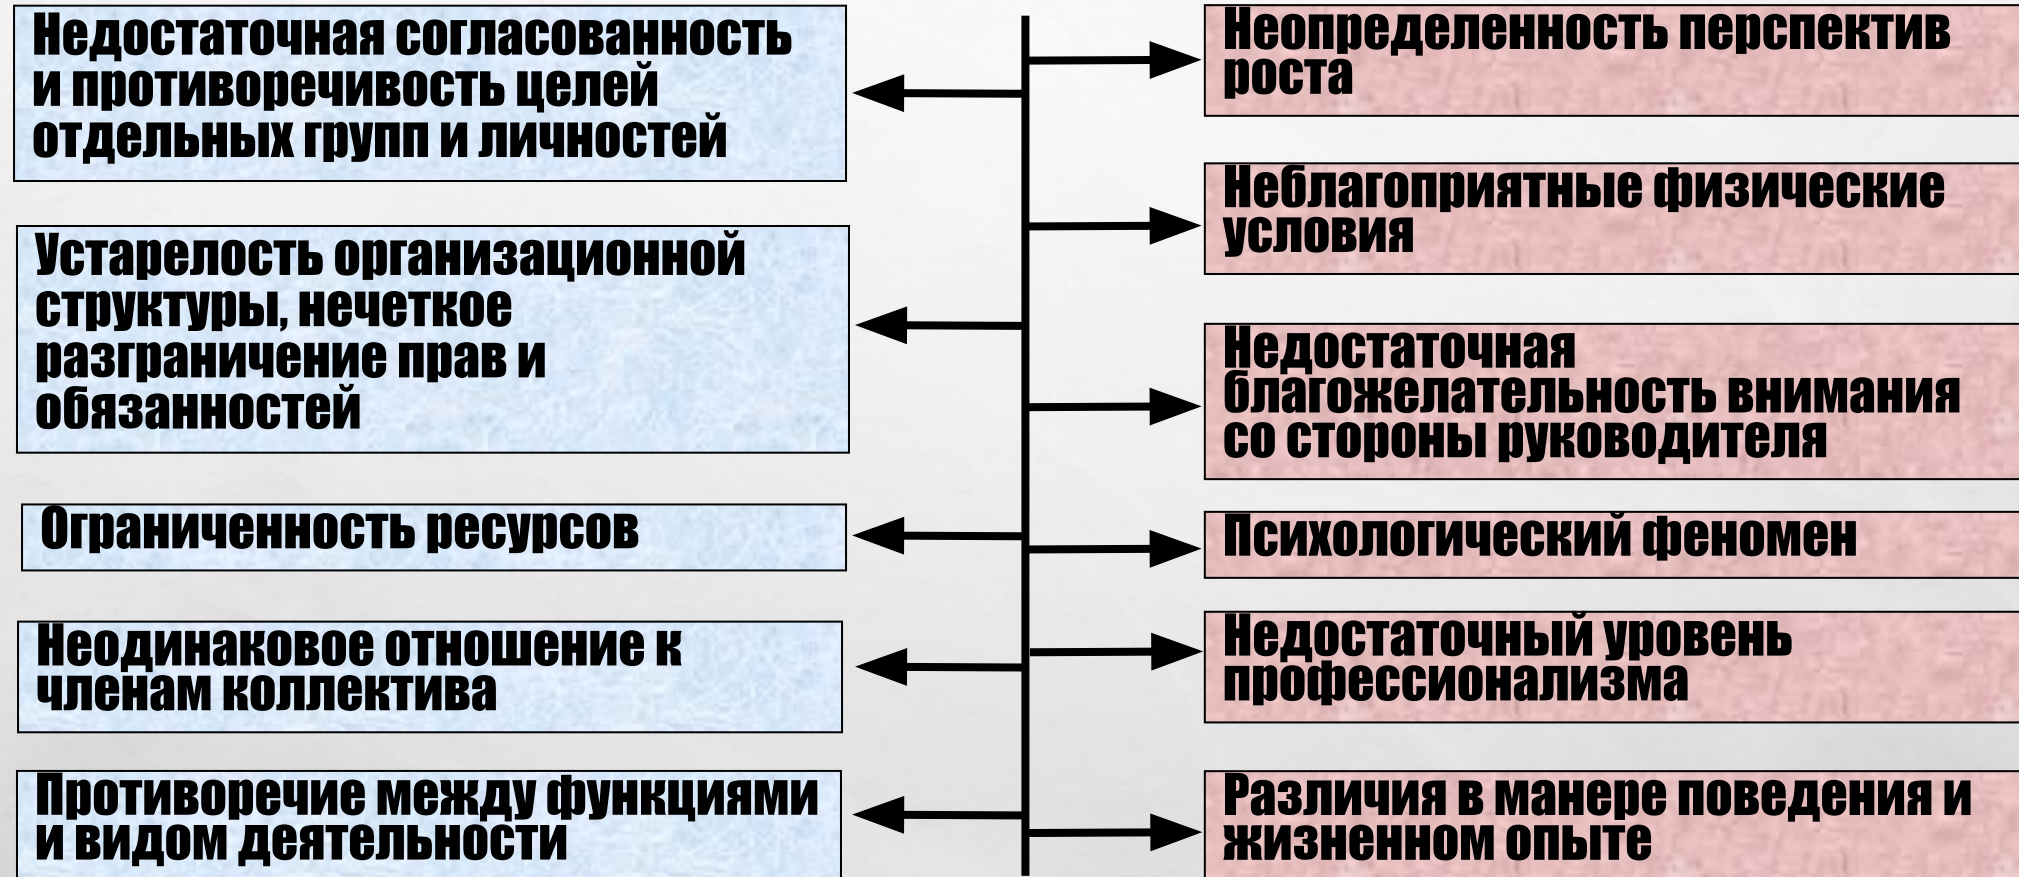 Недостаточная согласованность
и противоречивость целей
отдельных групп и личностей
Устарелость организационной
структуры, нечеткое
разграничение прав и
обязанностей
Ограниченность ресурсов
Неодинаковое отношение к
членам коллектива
Противоречие между функциями
и видом деятельности
Неопределенность перспектив
роста
Неблагоприятные физические
условия
Недостаточная
благожелательность внимания
со стороны руководителя
Психологический феномен
Недостаточный уровень
профессионализма
Различия в манере поведения и
жизненном опыте